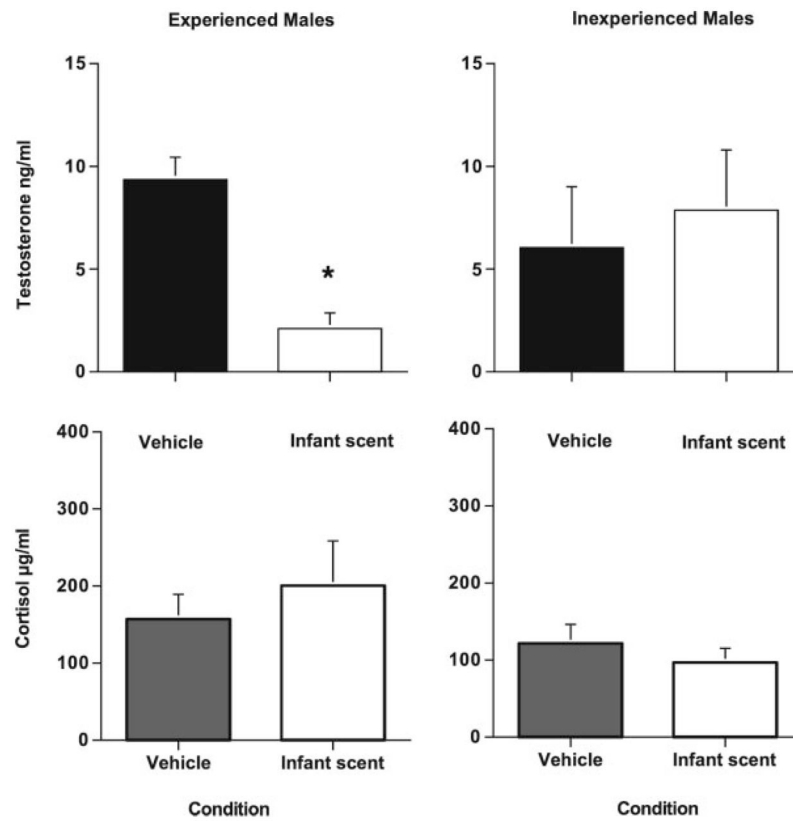 Experienced Males
Inexperienced Males
Testosterone ng/ml
15
10
5
0
*
15
10
5
0
Vehicle
Infant scent
Vehicle
Infant scent
Cortisol µg/ml
400
300
200
100
0
400
300
200
100
0
Vehicle
Infant scent
Vehicle
Infant scent
Condition
Condition